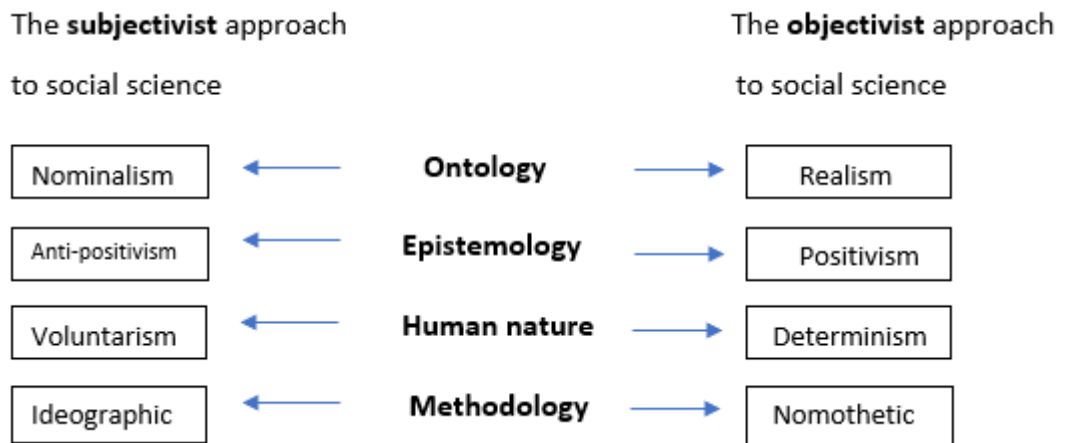 The subjectivist approach
to social science
The objectivist approach
to social science
Nominalism
Ontology
Realism
Anti-positivism
Epistemology
Positivism
Voluntarism
Human nature
Determinism
Ideographic
Methodology
Nomothetic